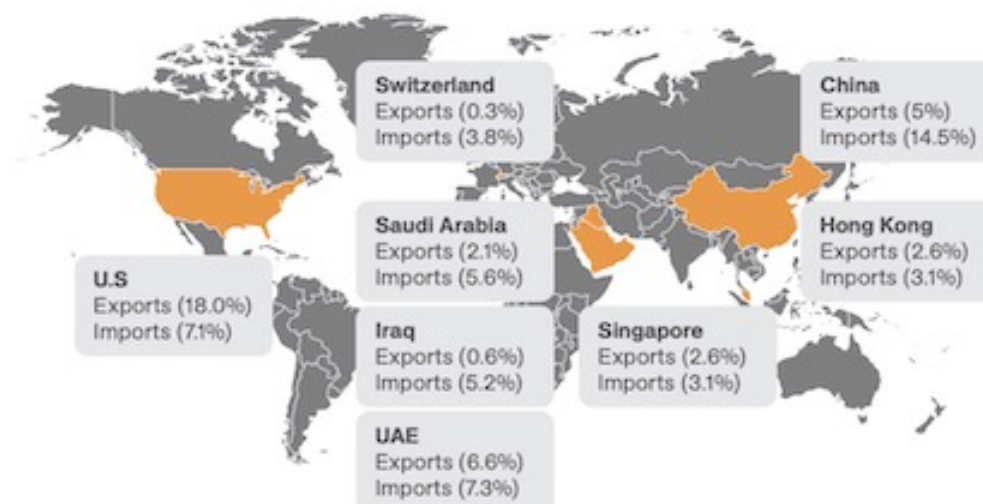 Switzerland
Exports (0.3%)
Imports (3.8%)
China
Exports (5%)
Imports (14.5%)
Saudi Arabia
Exports (2.1%)
Imports (5.6%)
Hong Kong
Exports (2.6%)
Imports (3.1%)
U.S
Exports (18.0%)
Imports (7.1%)
Iraq
Exports (0.6%)
Imports (5.2%)
Singapore
Exports (2.6%)
Imports (3.1%)
UAE
Exports (6.6%)
Imports (7.3%)